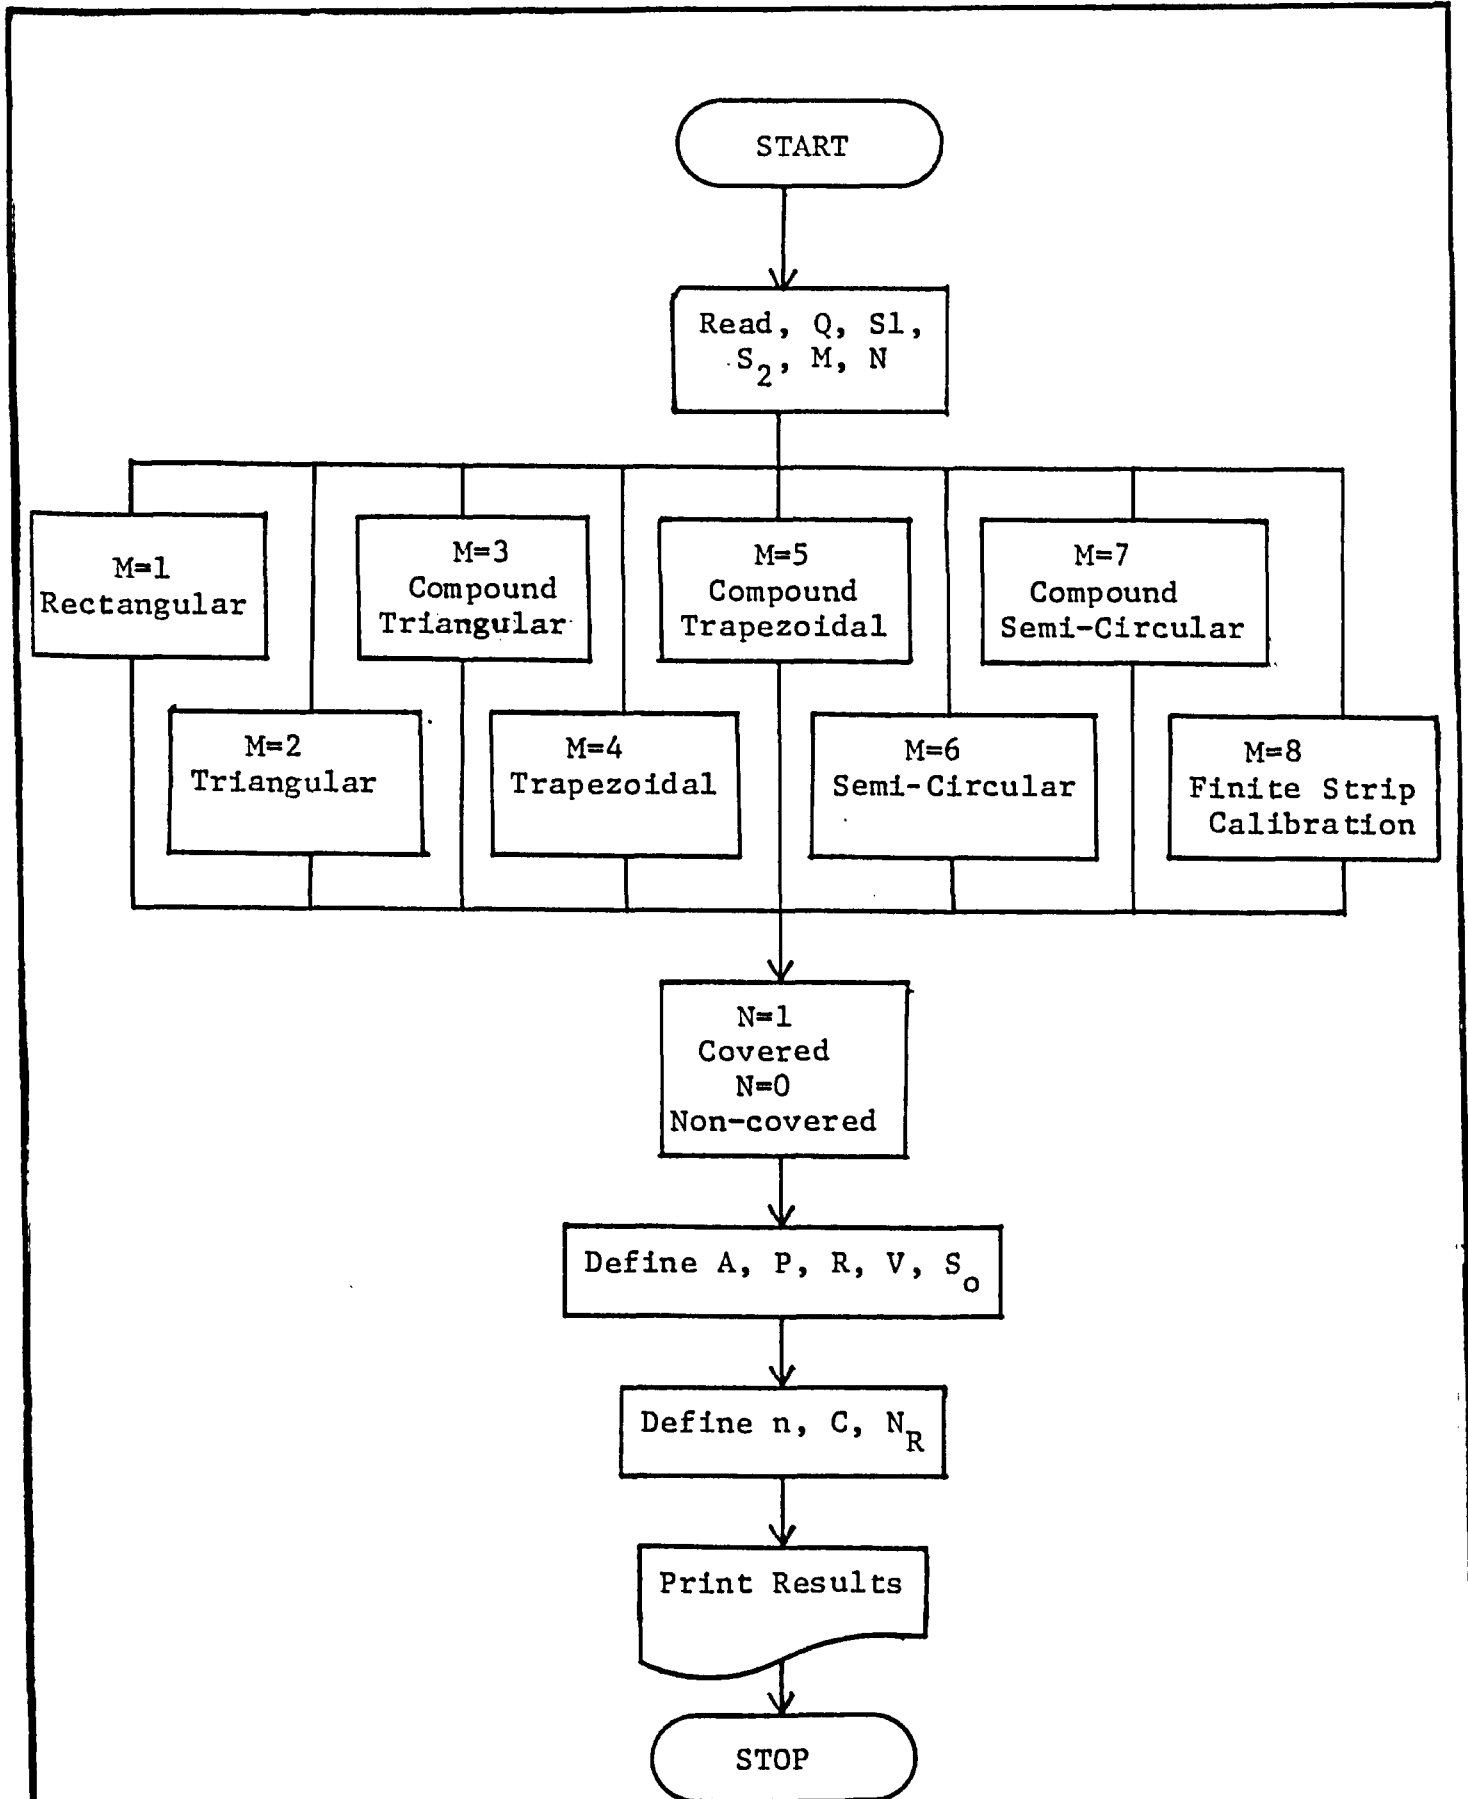 START
Read, Q, S1,
S₂, M, N
M=1
Rectangular
M=3
Compound
Triangular
M=5
Compound
Trapezoidal
M=7
Compound
Semi-Circular
M=2
Triangular
M=4
Trapezoidal
M=6
Semi-Circular
M=8
Finite Strip
Calibration
N=1
Covered
N=0
Non-covered
Define A, P, R, V, Sₒ
Define n, C, N_R
Print Results
STOP